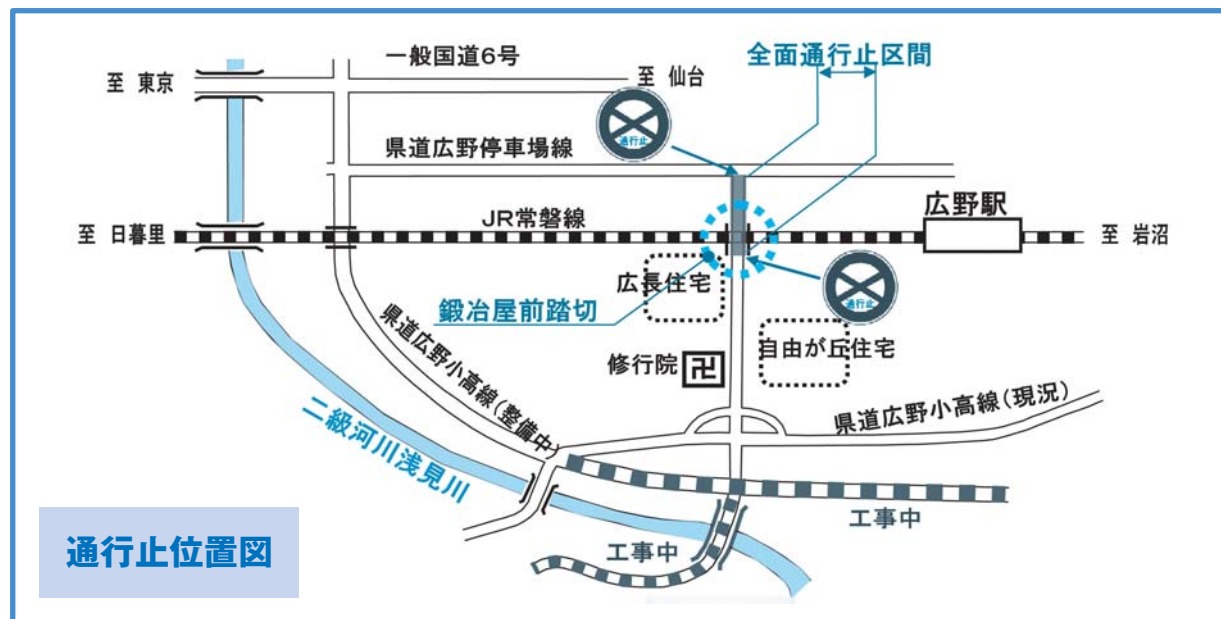 一般国道6号
至 東京
至 仙台
全面通行止区間
通行止
県道広野停車場線
JR常磐線
広野駅
至 日暮里
至 岩沼
広長住宅
通行止
鍛冶屋前踏切
自由が丘住宅
修行院
卍
県道広野小高線(整備中)
県道広野小高線(現況)
二級河川浅見川
工事中
工事中
通行止位置図